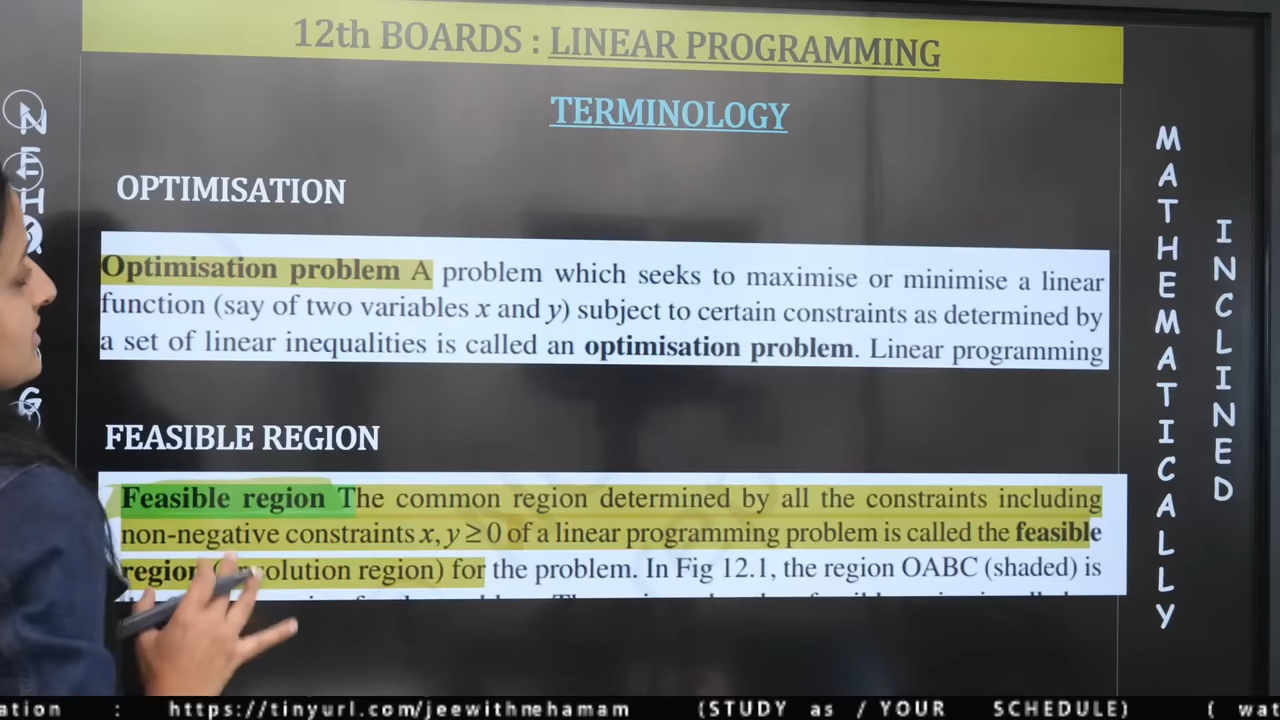 12th BOARDS : LINEAR PROGRAMMING
TERMINOLOGY
OPTIMISATION
Optimisation problem A problem which seeks to maximise or minimise a linear
function (say of two variables x and y) subject to certain constraints as determined by
a set of linear inequalities is called an optimisation problem. Linear programming
FEASIBLE REGION
Feasible region The common region determined by all the constraints including
non-negative constraints x, y ≥ 0 of a linear programming problem is called the feasible
region solution region) for the problem. In Fig 12.1, the region OABC (shaded) is
MATHEMATICALLY
INCLINED
ation : https://tinyurl.com/jeewithnehamam (STUDY as / YOUR SCHEDULE) ( wat